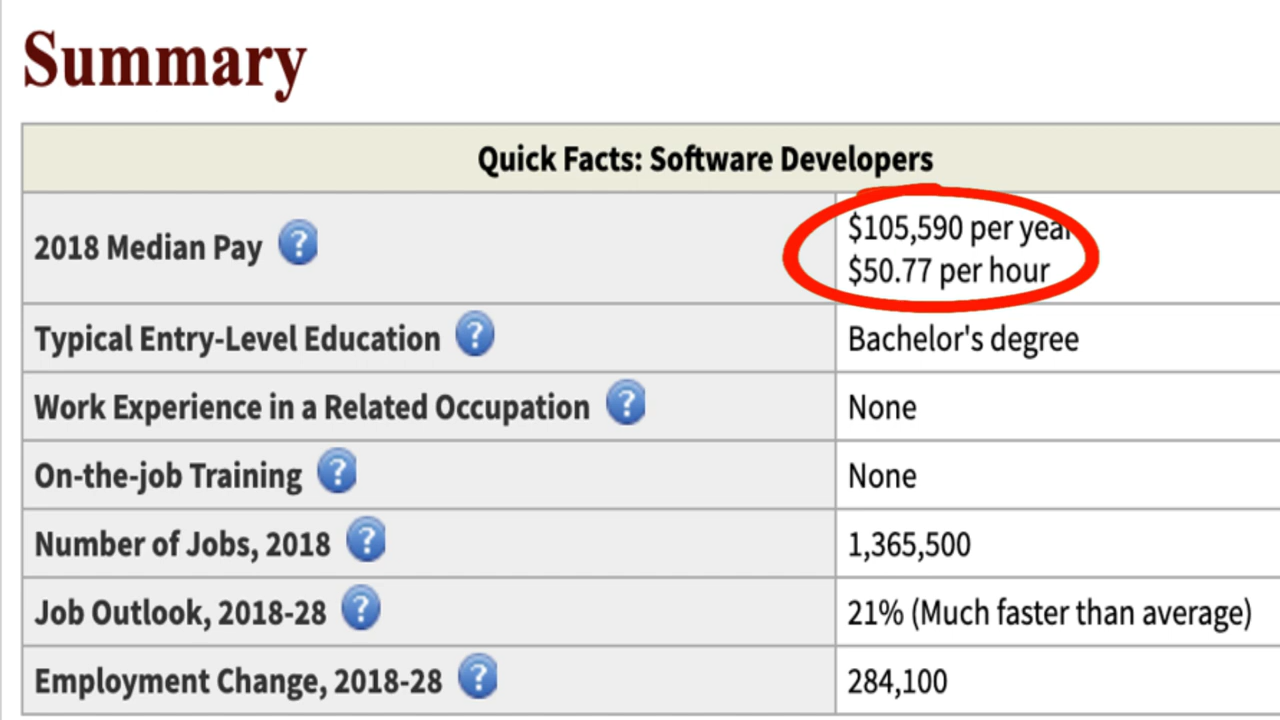 Summary
Quick Facts: Software Developers
2018 Median Pay ?
$105,590 per year
$50.77 per hour
Typical Entry-Level Education ?
Bachelor's degree
Work Experience in a Related Occupation ?
None
On-the-job Training ?
None
Number of Jobs, 2018 ?
1,365,500
Job Outlook, 2018-28 ?
21% (Much faster than average)
Employment Change, 2018-28 ?
284,100